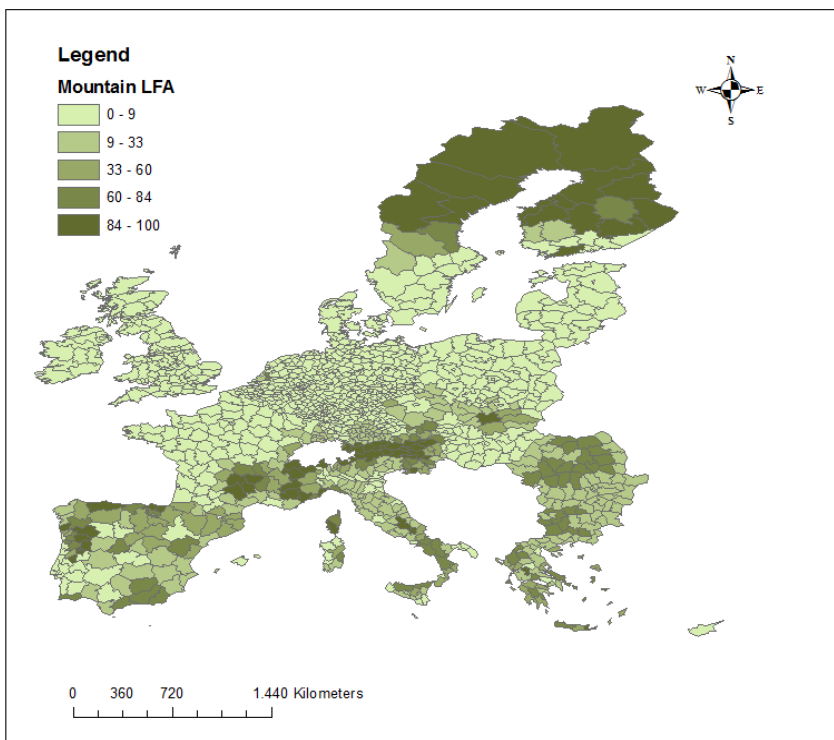 Legend
Mountain LFA
0 - 9
9 - 33
33 - 60
60 - 84
84 - 100
N
W E
S
0 360 720 1.440 Kilometers